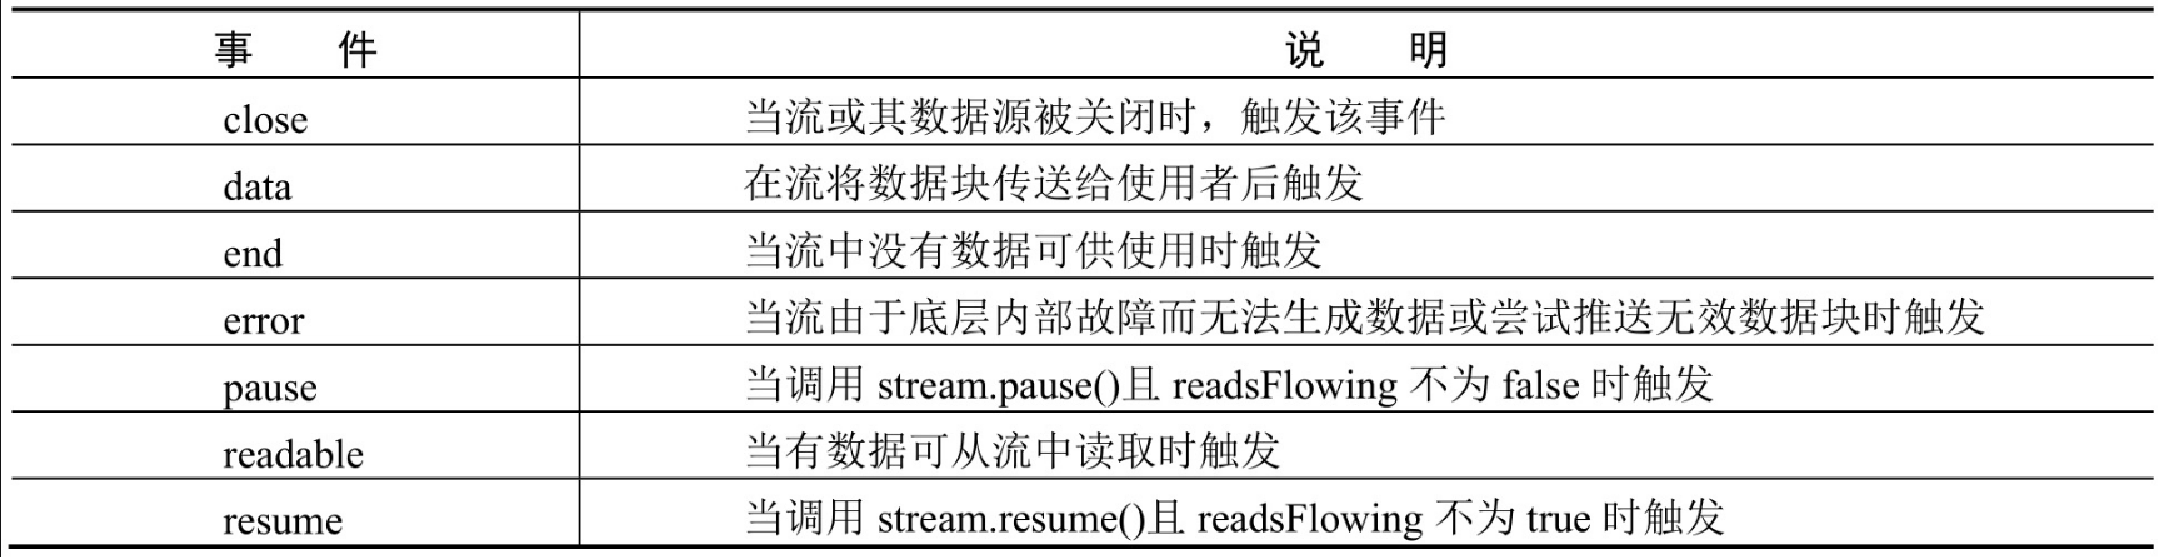 事 件 说 明
close 当流或其数据源被关闭时，触发该事件
data 在流将数据块传送给使用者后触发
end 当流中没有数据可供使用时触发
error 当流由于底层内部故障而无法生成数据或尝试推送无效数据块时触发
pause 当调用 stream.pause()且 readsFlowing 不为 false 时触发
readable 当有数据可从流中读取时触发
resume 当调用 stream.resume()且 readsFlowing 不为 true 时触发